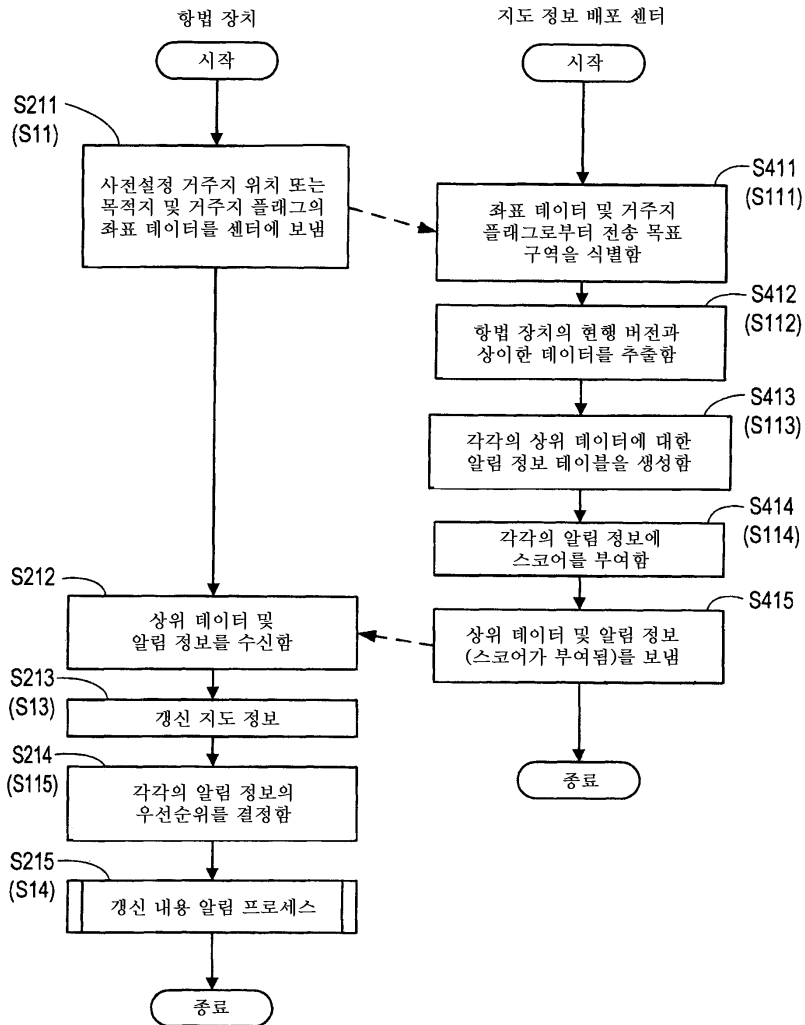 항법 장치
시작
S211
(S11)
사전설정 거주지 위치 또는
목적지 및 거주지 플래그의
좌표 데이터를 센터에 보냄
S212
상위 데이터 및
알림 정보를 수신함
S213
(S13)
갱신 지도 정보
S214
(S115)
각각의 알림 정보의
우선순위를 결정함
S215
(S14)
갱신 내용 알림 프로세스
종료
지도 정보 배포 센터
시작
S411
(S111)
좌표 데이터 및 거주지
플래그로부터 전송 목표
구역을 식별함
S412
(S112)
항법 장치의 현행 버전과
상이한 데이터를 추출함
S413
(S113)
각각의 상위 데이터에 대한
알림 정보 테이블을 생성함
S414
(S114)
각각의 알림 정보에
스코어를 부여함
S415
상위 데이터 및 알림 정보
(스코어가 부여됨)를 보냄
종료